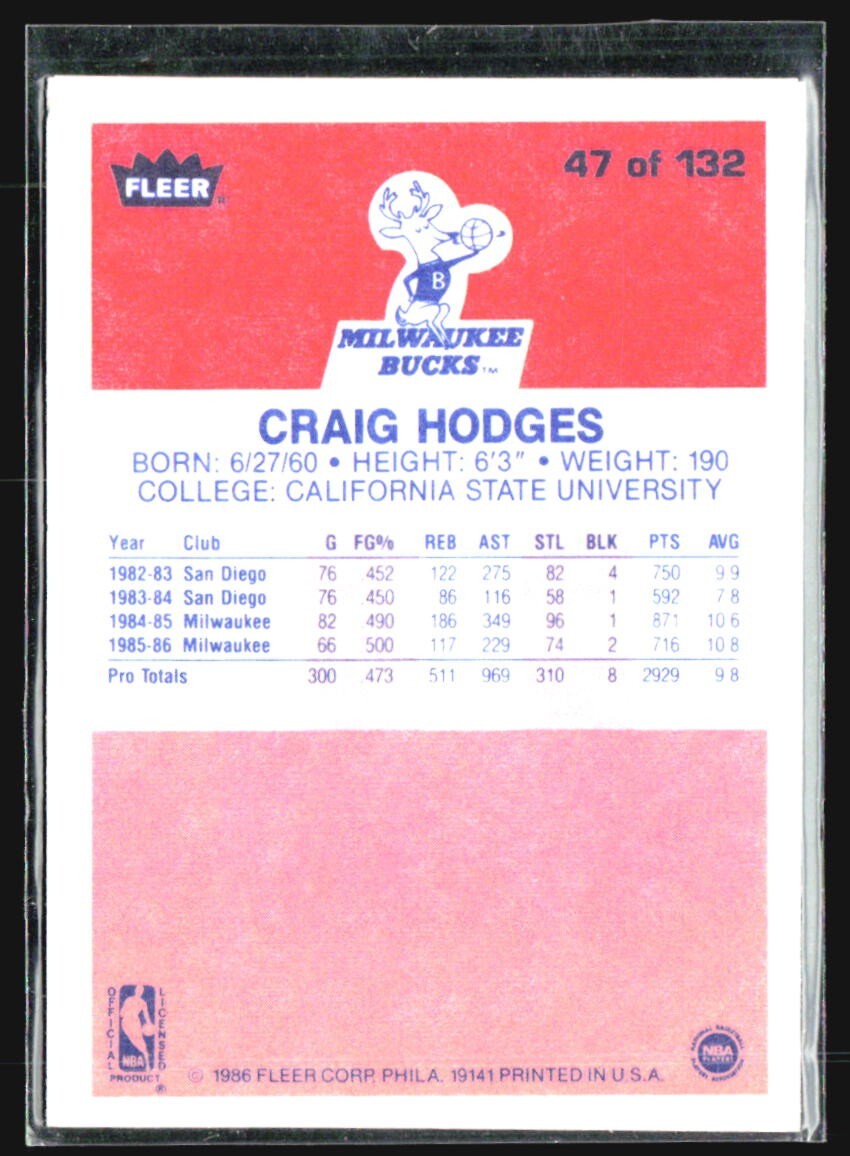 FLEER®
47 of 132
B
MILWAUKEE
BUCKS™
CRAIG HODGES
BORN: 6/27/60 • HEIGHT: 6'3" • WEIGHT: 190
COLLEGE: CALIFORNIA STATE UNIVERSITY
Year Club G FG% REB AST STL BLK PTS AVG
1982-83 San Diego 76 .452 122 275 82 4 750 9.9
1983-84 San Diego 76 .450 86 116 58 1 592 7.8
1984-85 Milwaukee 82 .490 186 349 96 1 871 10.6
1985-86 Milwaukee 66 .500 117 229 74 2 716 10.8
Pro Totals 300 .473 511 969 310 8 2929 9.8
OFFICIAL LICENSED
NBA
PRODUCT ®
© 1986 FLEER CORP. PHILA. 19141 PRINTED IN U.S.A.
NATIONAL BASKETBALL
NBA
PLAYERS
ASSOCIATION